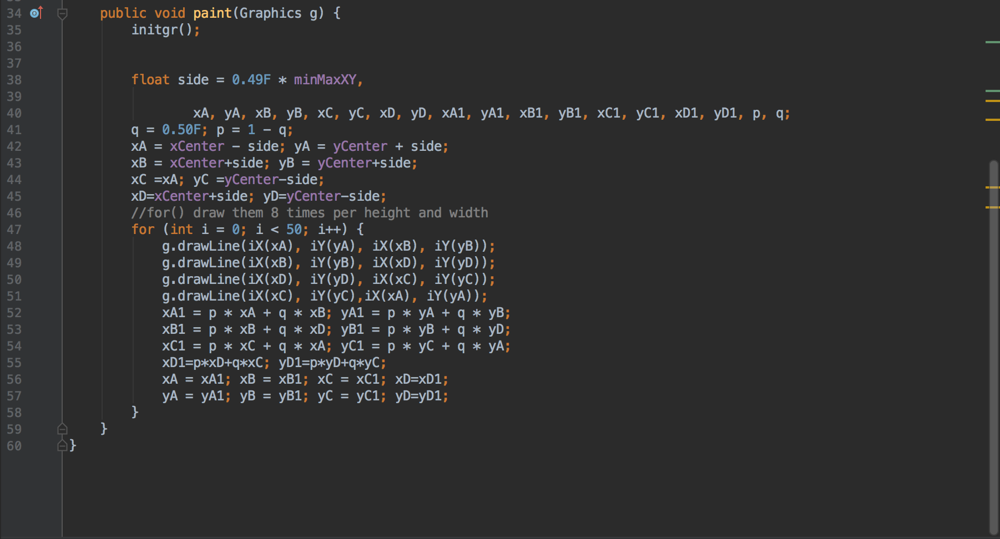 34 public void paint(Graphics g) {
35 initgr();
36
37
38 float side = 0.49F * minMaxXY,
39
40 xA, yA, xB, yB, xC, yC, xD, yD, xA1, yA1, xB1, yB1, xC1, yC1, xD1, yD1, p, q;
41 q = 0.50F; p = 1 - q;
42 xA = xCenter - side; yA = yCenter + side;
43 xB = xCenter+side; yB = yCenter+side;
44 xC =xA; yC =yCenter-side;
45 xD=xCenter+side; yD=yCenter-side;
46 //for() draw them 8 times per height and width
47 for (int i = 0; i < 50; i++) {
48 g.drawLine(iX(xA), iY(yA), iX(xB), iY(yB));
49 g.drawLine(iX(xB), iY(yB), iX(xD), iY(yD));
50 g.drawLine(iX(xD), iY(yD), iX(xC), iY(yC));
51 g.drawLine(iX(xC), iY(yC),iX(xA), iY(yA));
52 xA1 = p * xA + q * xB; yA1 = p * yA + q * yB;
53 xB1 = p * xB + q * xD; yB1 = p * yB + q * yD;
54 xC1 = p * xC + q * xA; yC1 = p * yC + q * yA;
55 xD1=p*xD+q*xC; yD1=p*yD+q*yC;
56 xA = xA1; xB = xB1; xC = xC1; xD=xD1;
57 yA = yA1; yB = yB1; yC = yC1; yD=yD1;
58 }
59 }
60 }